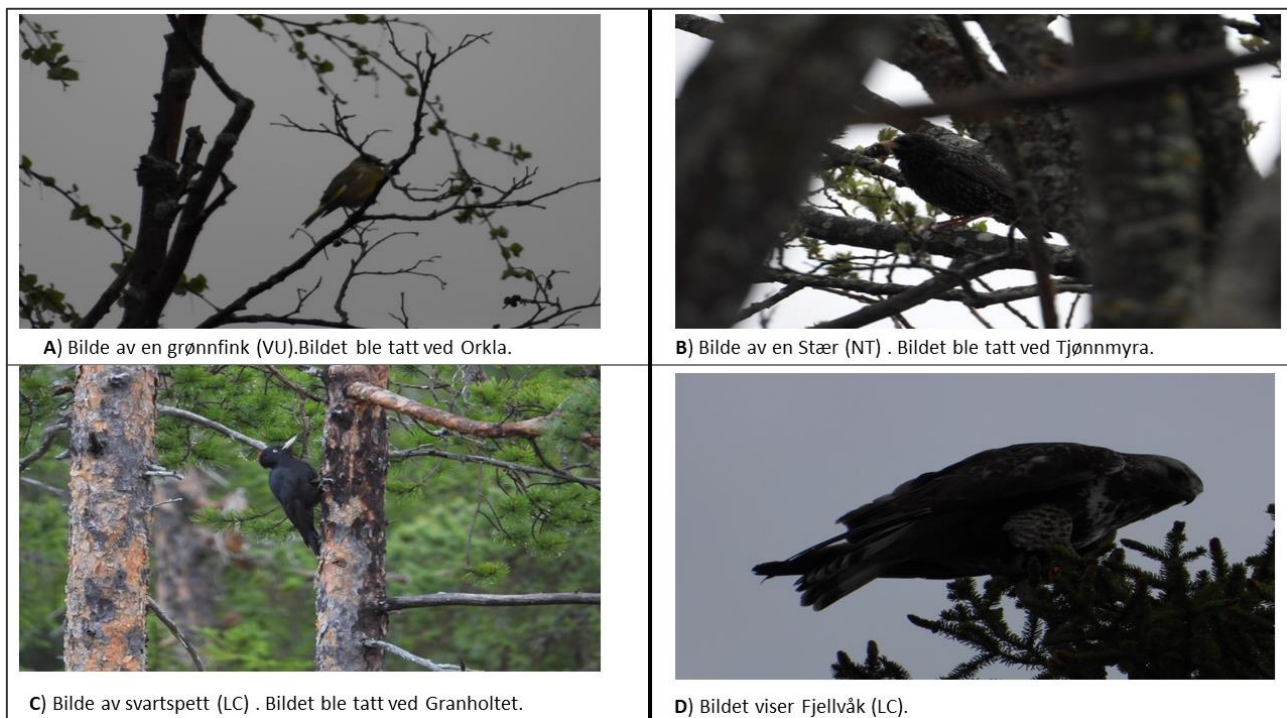 A) Bilde av en grønnfink (VU).Bildet ble tatt ved Orkla.
B) Bilde av en Stær (NT) . Bildet ble tatt ved Tjønnmyra.
C) Bilde av svartspett (LC) . Bildet ble tatt ved Granholtet.
D) Bildet viser Fjellvåk (LC).